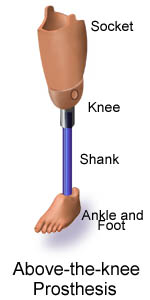 Socket
Knee
Shank
Ankle and
Foot
Above-the-knee
Prosthesis